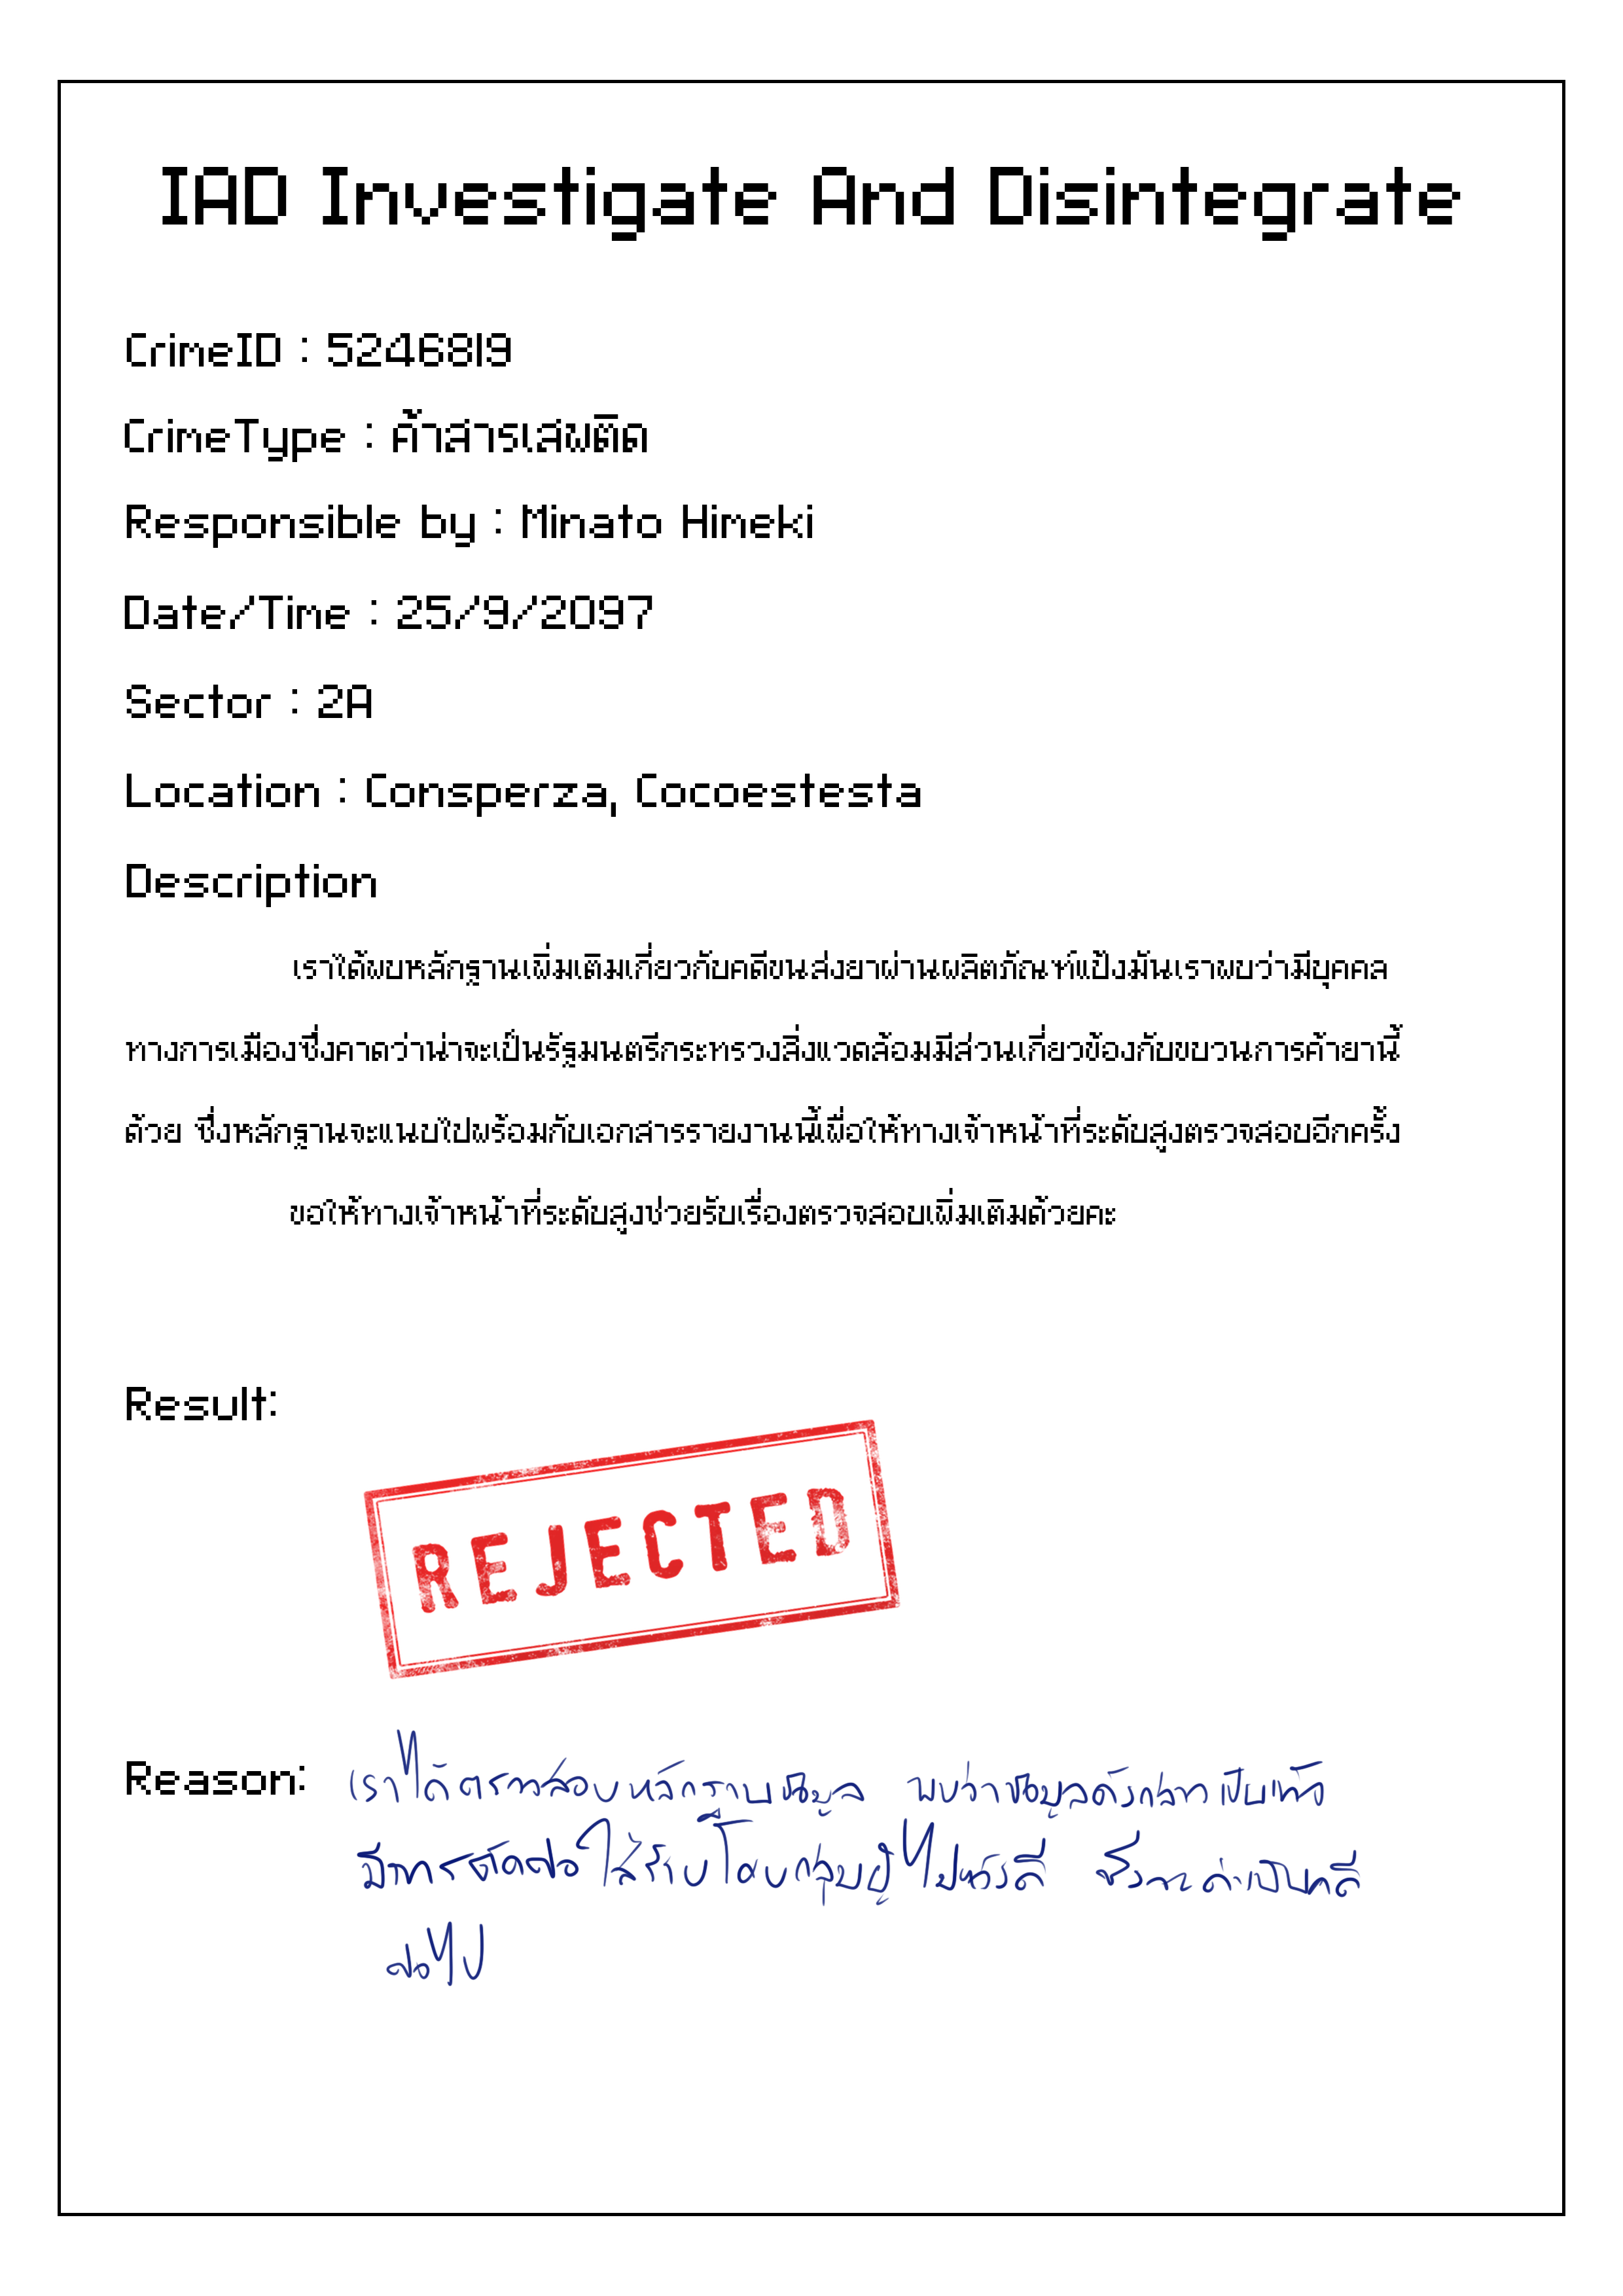 IAD Investigate And Disintegrate
CrimeID : 5246819
CrimeType : ค้าสารเสพติด
Responsible by : Minato Himeki
Date/Time : 25/9/2097
Sector : 2A
Location : Consperza, Cocoestesta
Description
เราได้พบหลักฐานเพิ่มเติมเกี่ยวกับคดีขนส่งยาผ่านผลิตภัณฑ์แป้งมันเราพบว่ามีบุคคล
ทางการเมืองซึ่งคาดว่าน่าจะเป็นรัฐมนตรีกระทรวงสิ่งแวดล้อมมีส่วนเกี่ยวข้องกับขบวนการค้ายานี้
ด้วย ซึ่งหลักฐานจะแนบไปพร้อมกับเอกสารรายงานนี้เพื่อให้ทางเจ้าหน้าที่ระดับสูงตรวจสอบอีกครั้ง
ขอให้ทางเจ้าหน้าที่ระดับสูงช่วยรับเรื่องตรวจสอบเพิ่มเติมด้วยคะ
Result:
REJECTED
Reason: เราได้ตรวจสอบหลักฐานข้อมูล พบว่าข้อมูลดังกล่าวเป็นเท็จ
มีการตัดต่อใส่ร้ายโดยกลุ่มผู้ไม่หวังดี ซึ่งจะดำเนินคดี
ต่อไป